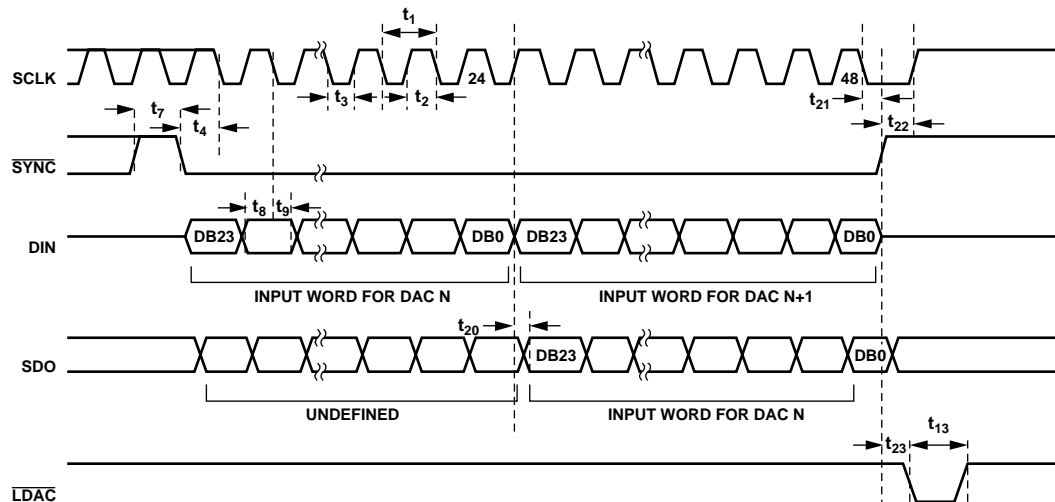 t1
SCLK
24
48
t3
t2
t21
t7
t4
t22
SYNC
t8
t9
DIN
DB23
DB0
DB23
DB0
INPUT WORD FOR DAC N
INPUT WORD FOR DAC N+1
t20
SDO
DB23
DB0
UNDEFINED
INPUT WORD FOR DAC N
t23
t13
LDAC